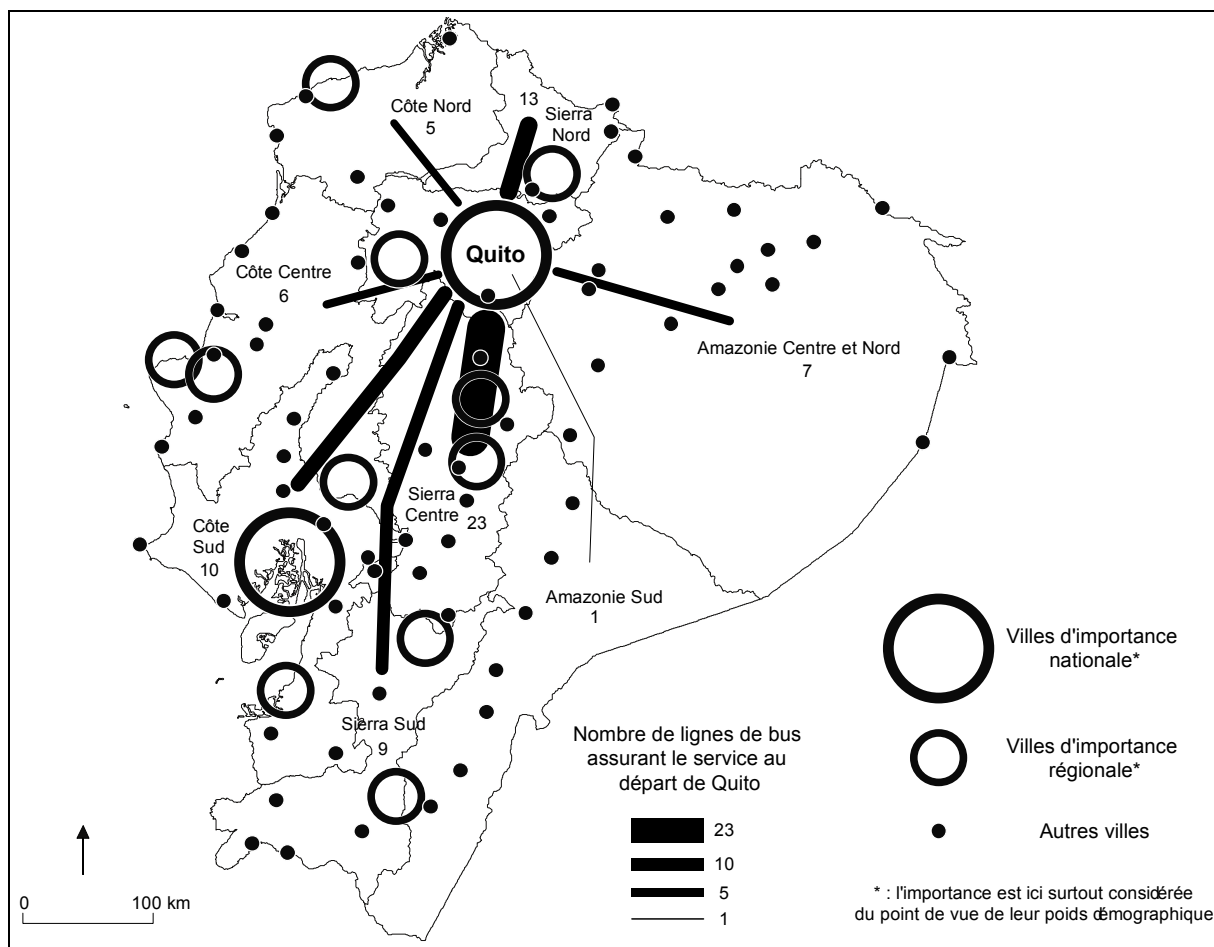 Côte Nord
5
13
Sierra
Nord
Quito
Côte Centre
6
Amazonie Centre et Nord
7
Sierra
Centre
23
Côte
Sud
10
Amazonie Sud
1
Sierra Sud
9
Nombre de lignes de bus
assurant le service au
départ de Quito
23
10
5
1
Villes d'importance
nationale*
Villes d'importance
régionale*
Autres villes
* : l'importance est ici surtout considérée
du point de vue de leur poids démographique
0 100 km